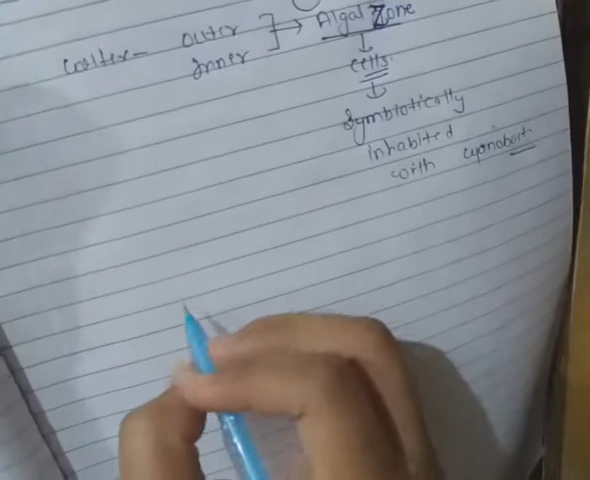 Cortex- outer ]→ Algal Zone
Inner
cells.
symbiotically
inhabited
with cyanobact